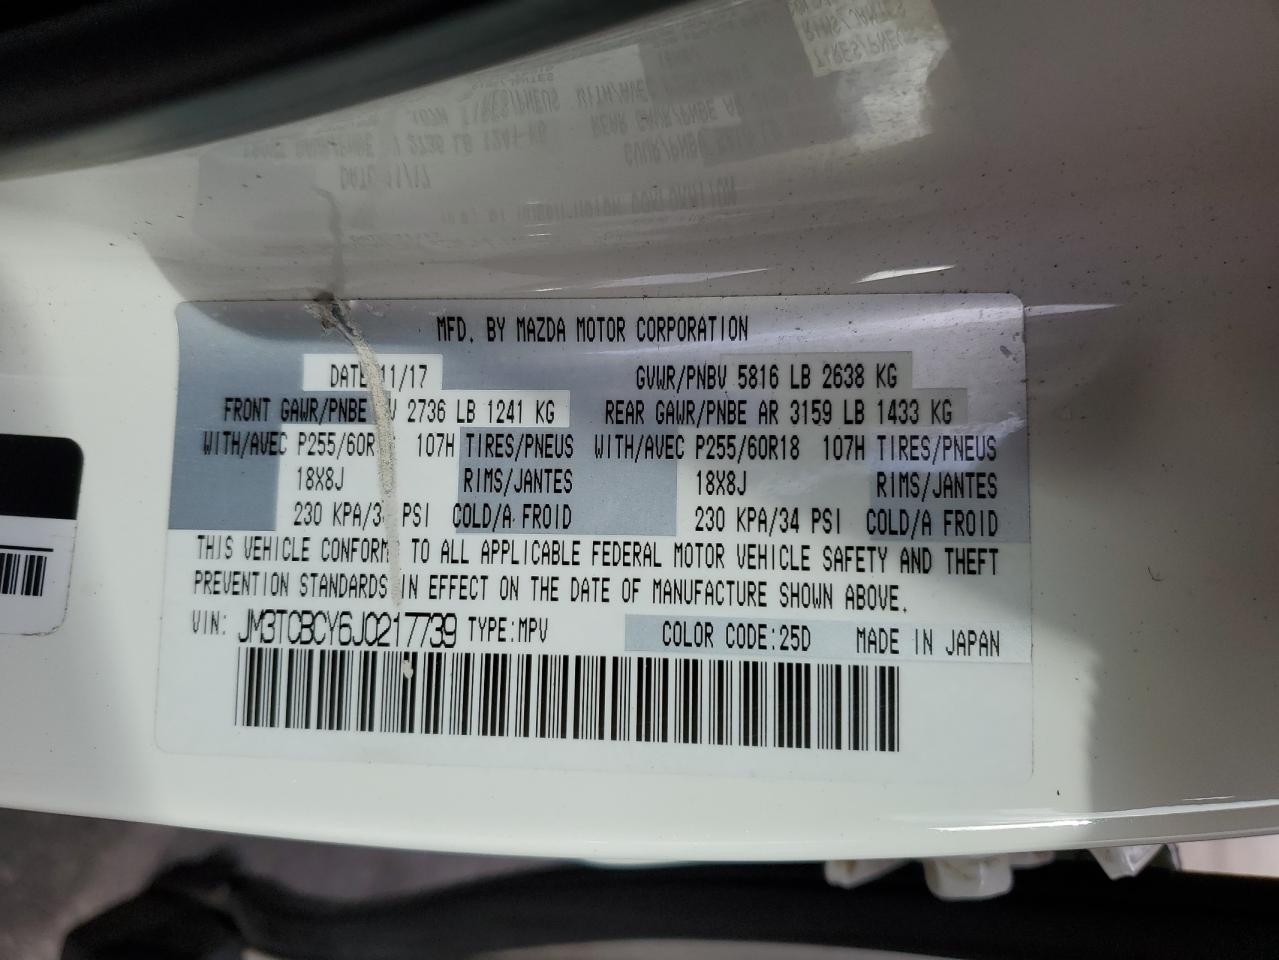 MFD. BY MAZDA MOTOR CORPORATION
DATE 11/17 GVWR/PNBV 5816 LB 2638 KG
FRONT GAWR/PNBE AV 2736 LB 1241 KG REAR GAWR/PNBE AR 3159 LB 1433 KG
WITH/AVEC P255/60R 107H TIRES/PNEUS WITH/AVEC P255/60R18 107H TIRES/PNEUS
18X8J RIMS/JANTES 18X8J RIMS/JANTES
230 KPA/34 PSI COLD/A FROID 230 KPA/34 PSI COLD/A FROID
THIS VEHICLE CONFORMS TO ALL APPLICABLE FEDERAL MOTOR VEHICLE SAFETY AND THEFT
PREVENTION STANDARDS IN EFFECT ON THE DATE OF MANUFACTURE SHOWN ABOVE.
VIN: JM3TCBCY6J0217739 TYPE:MPV COLOR CODE:25D MADE IN JAPAN